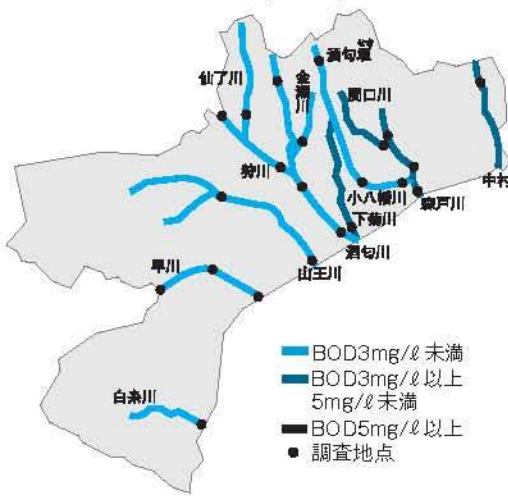 酒匂堰
仙了川
金瀬川
関口川
狩川
小八幡川
中村
森戸川
下菊川
酒匂川
山王川
早川
白糸川
BOD3mg/ℓ未満
BOD3mg/ℓ以上
5mg/ℓ未満
BOD5mg/ℓ以上
調査地点